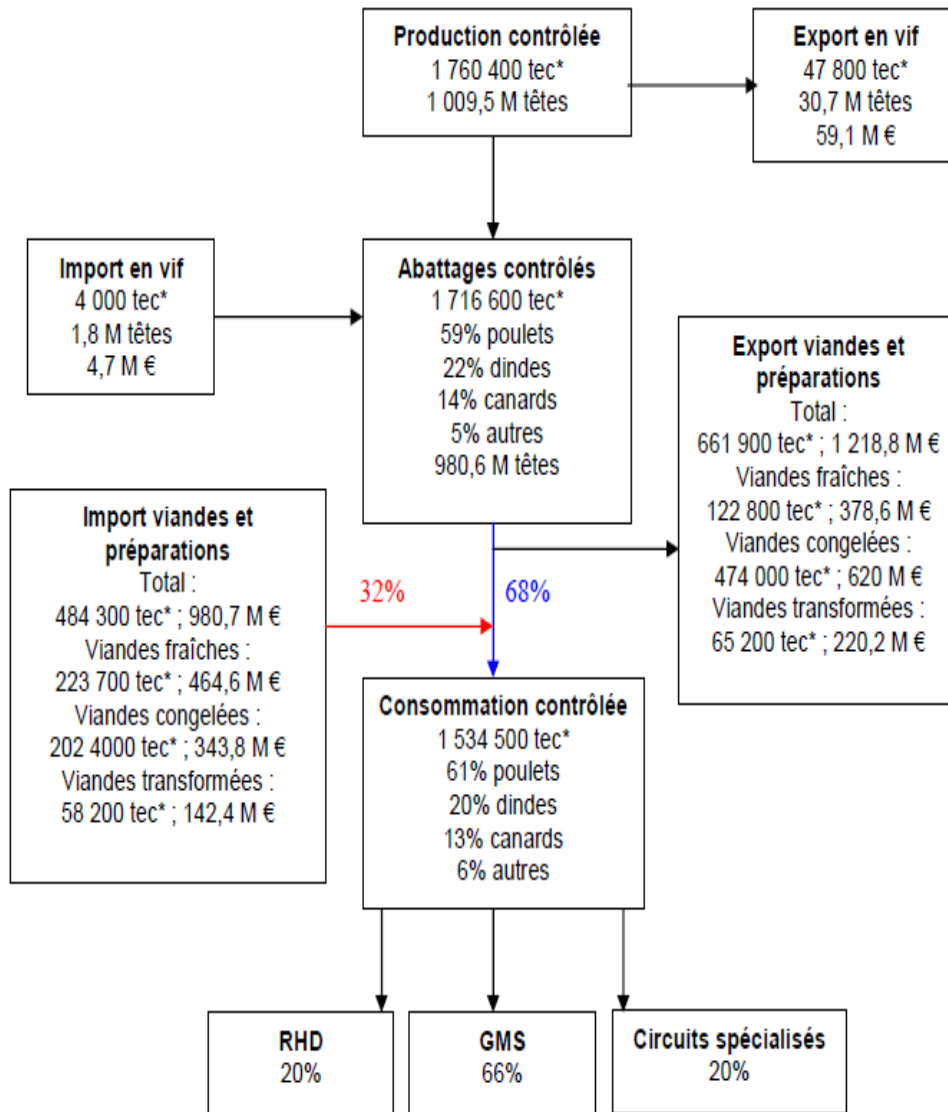 Production contrôlée
1 760 400 tec*
1 009,5 M têtes
Export en vif
47 800 tec*
30,7 M têtes
59,1 M €
Import en vif
4 000 tec*
1,8 M têtes
4,7 M €
Abattages contrôlés
1 716 600 tec*
59% poulets
22% dindes
14% canards
5% autres
980,6 M têtes
Export viandes et
préparations
Total :
661 900 tec* ; 1 218,8 M €
Viandes fraîches :
122 800 tec* ; 378,6 M €
Viandes congelées :
474 000 tec* ; 620 M €
Viandes transformées :
65 200 tec* ; 220,2 M €
Import viandes et
préparations
Total :
484 300 tec* ; 980,7 M €
Viandes fraîches :
223 700 tec* ; 464,6 M €
Viandes congelées :
202 4000 tec* ; 343,8 M €
Viandes transformées :
58 200 tec* ; 142,4 M €
32%
68%
Consommation contrôlée
1 534 500 tec*
61% poulets
20% dindes
13% canards
6% autres
RHD
20%
GMS
66%
Circuits spécialisés
20%